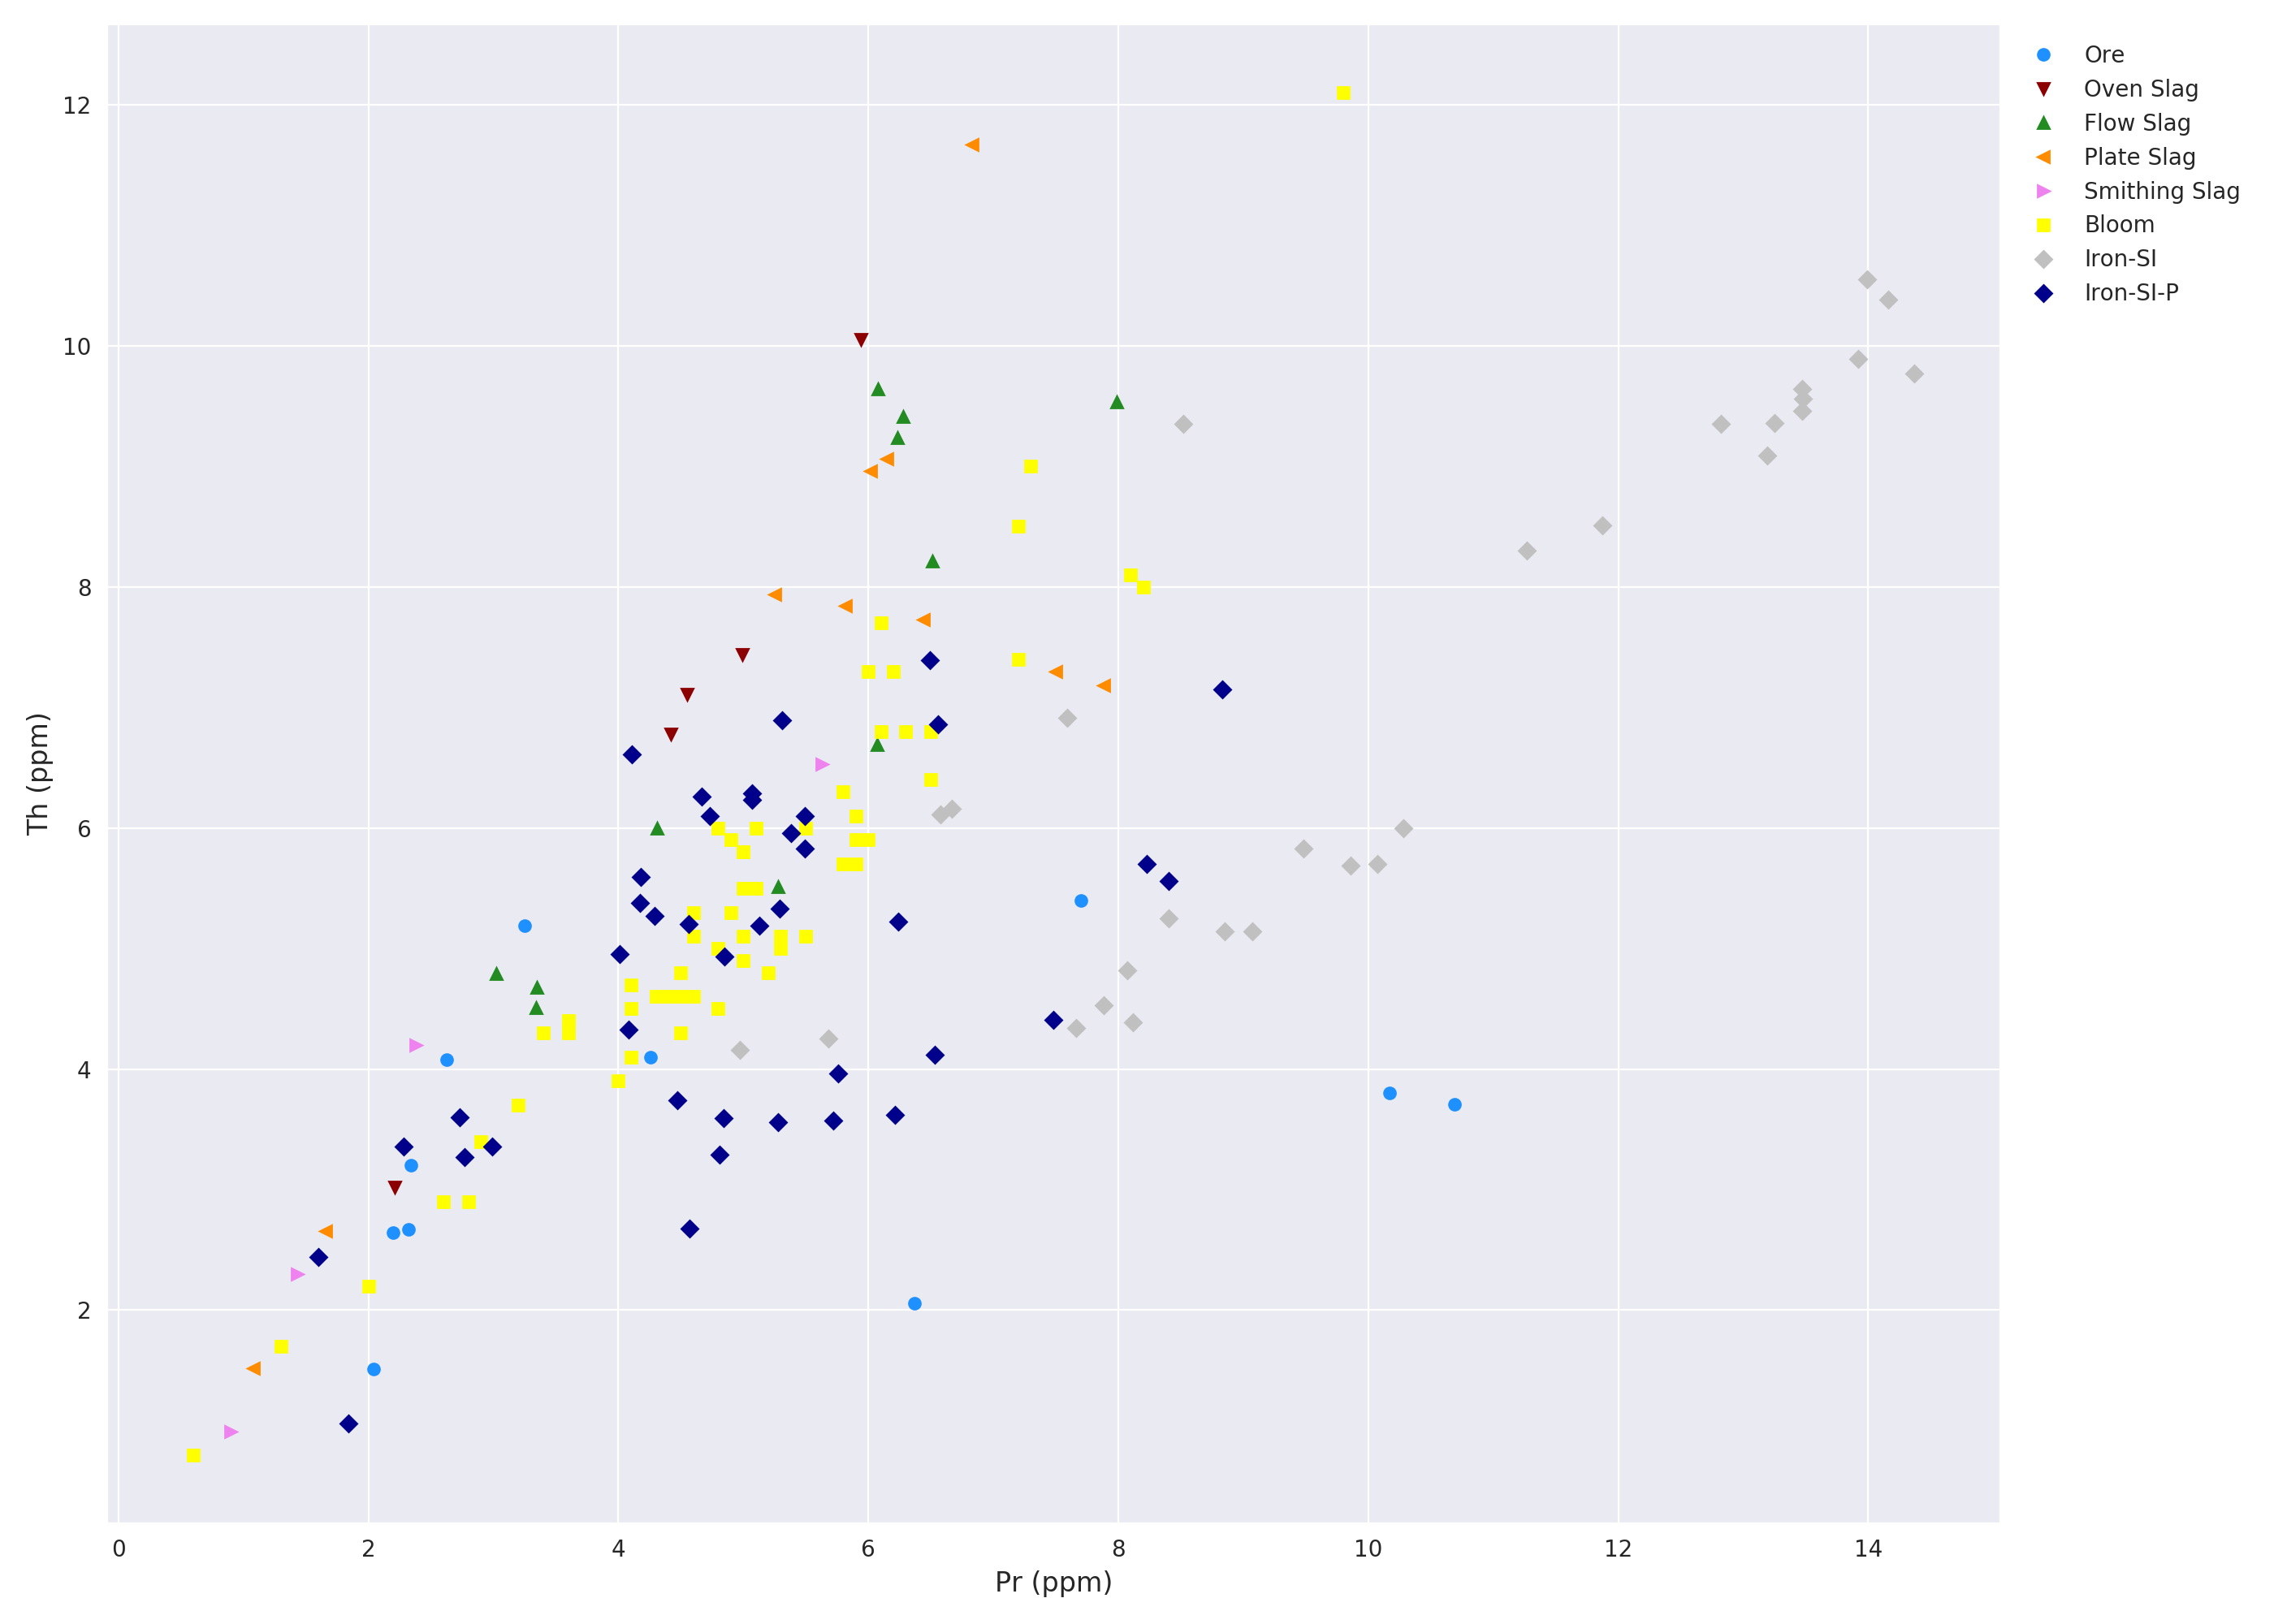 Ore
Oven Slag
Flow Slag
Plate Slag
Smithing Slag
Bloom
Iron-SI
Iron-SI-P
12
10
8
6
4
2
Th (ppm)
0 2 4 6 8 10 12 14
Pr (ppm)